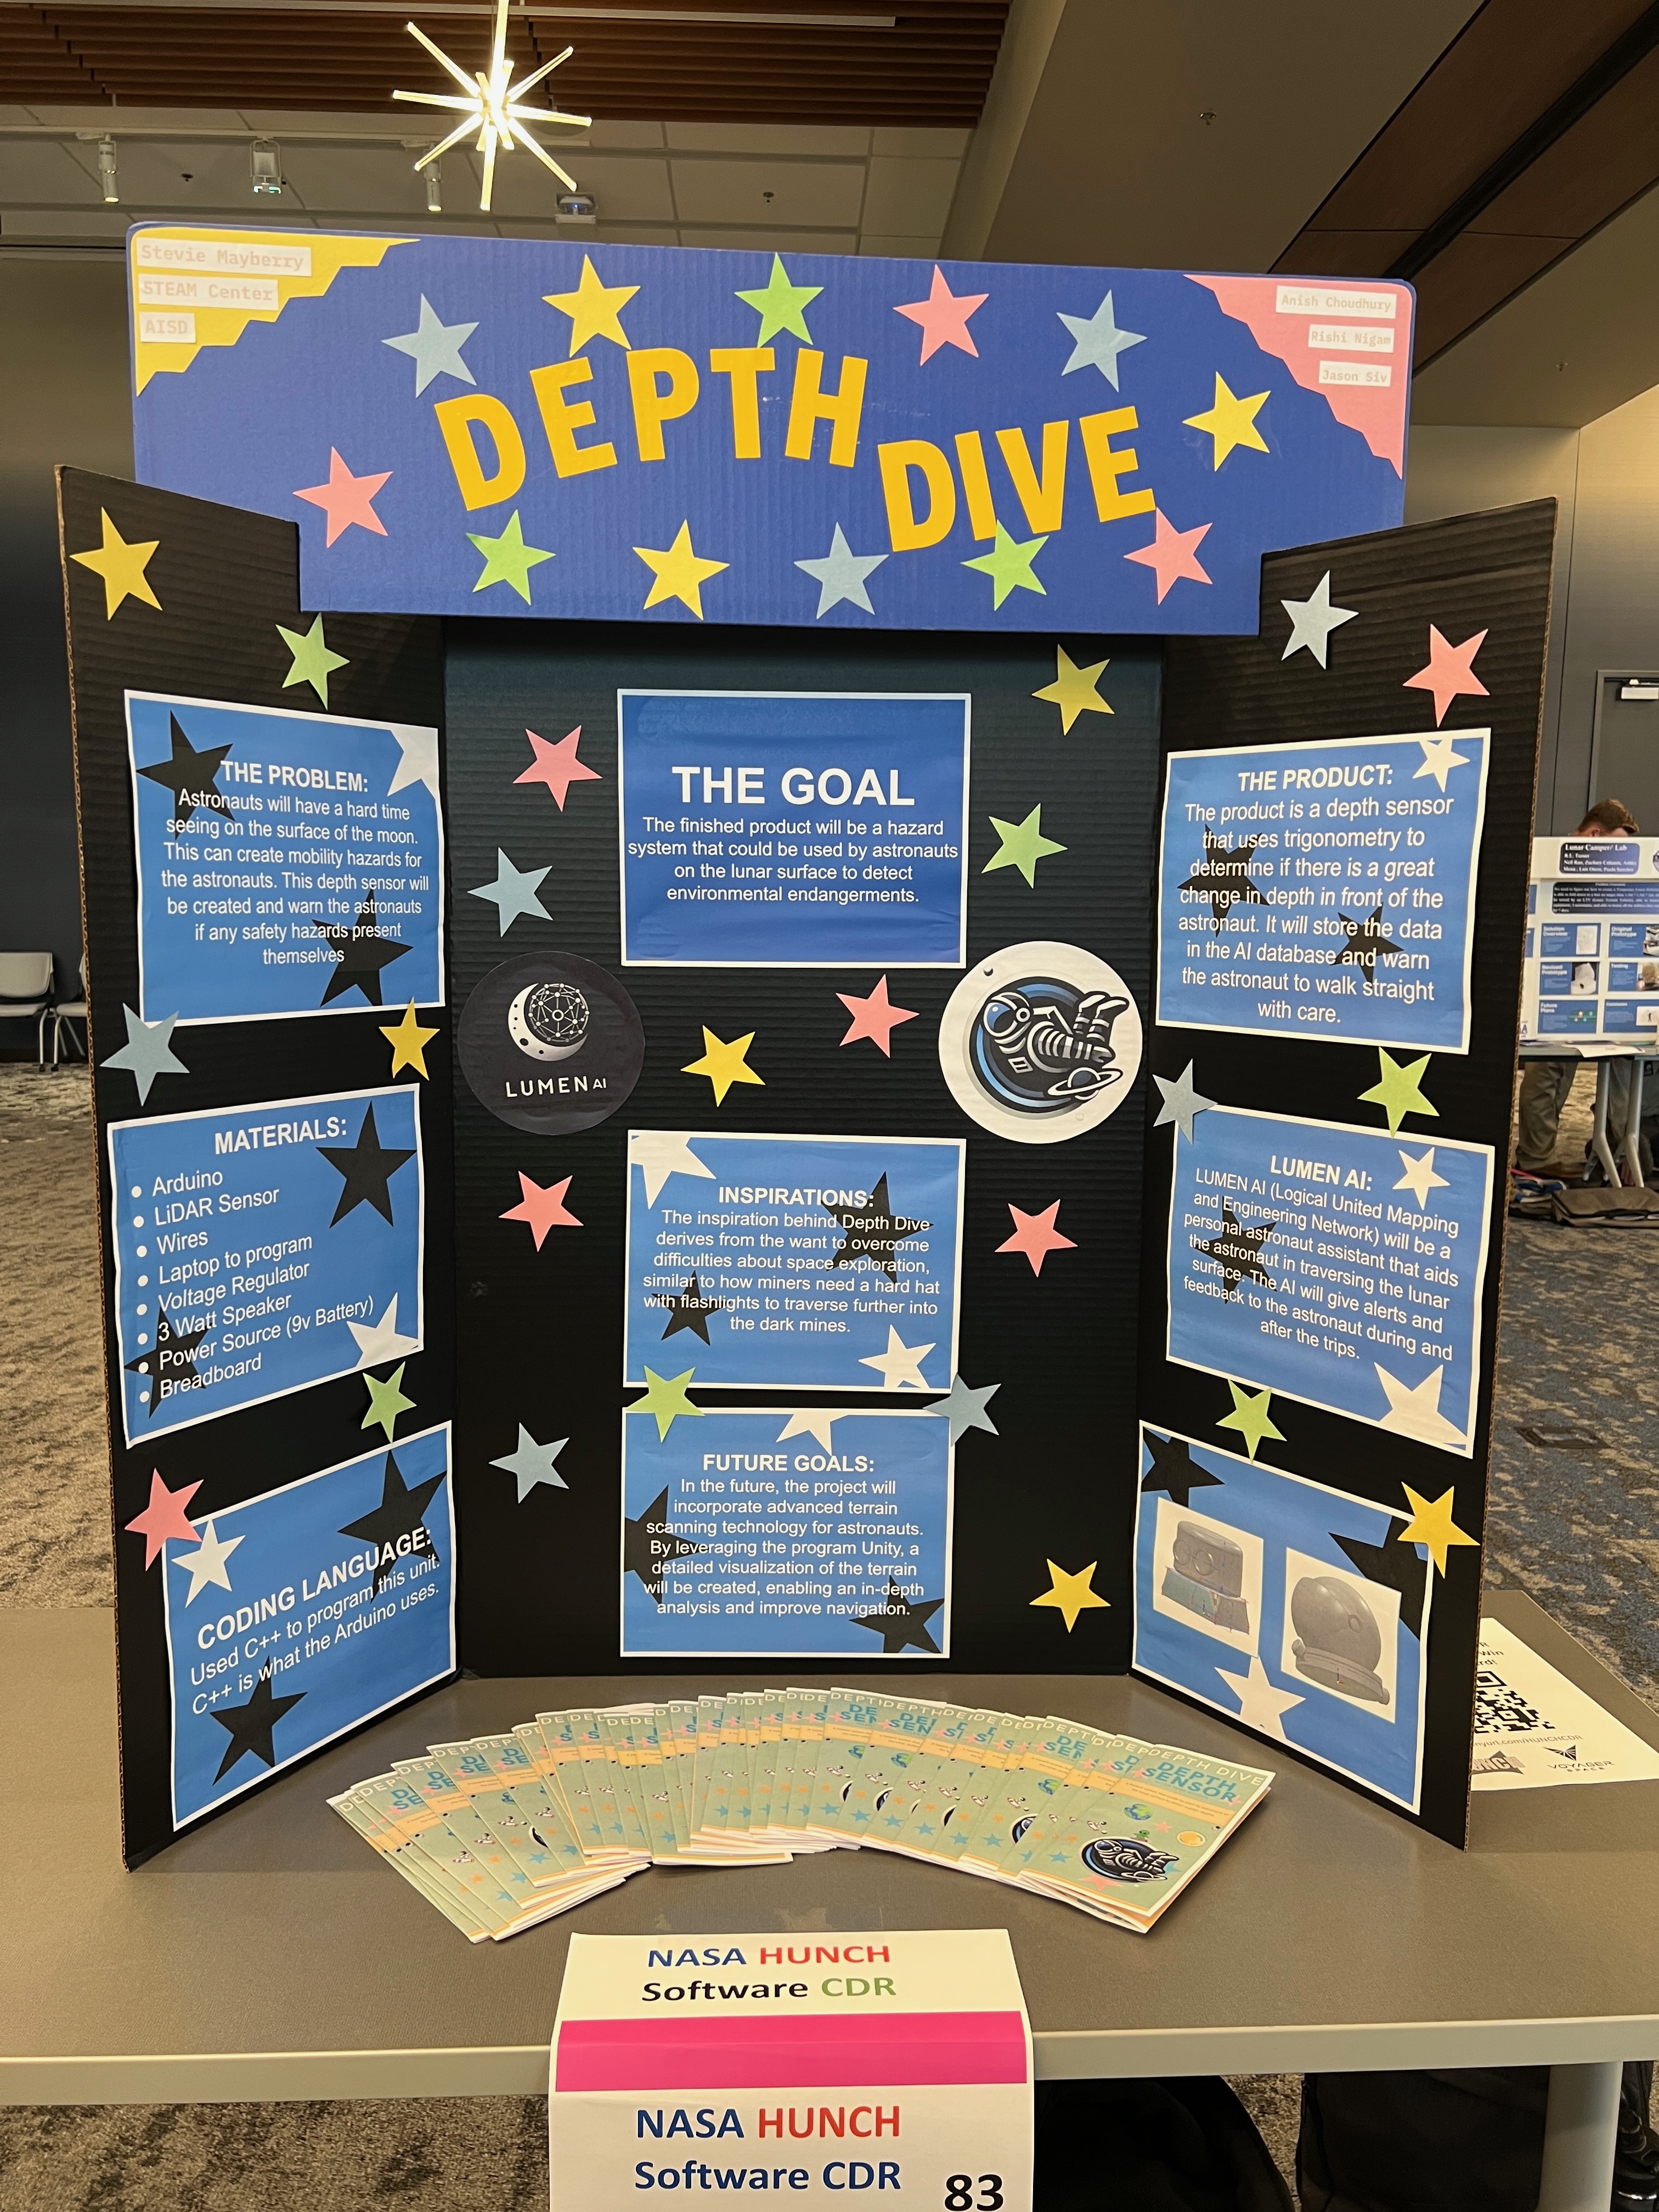 Stevie Mayberry
STEAM Center
AISD
Anish Choudhury
Rishi Nigam
Jason Siv
DEPTH DIVE
THE PROBLEM:
Astronauts will have a hard time
seeing on the surface of the moon.
This can create mobility hazards for
the astronauts. This depth sensor will
be created and warn the astronauts
if any safety hazards present
themselves
MATERIALS:
• Arduino
• LiDAR Sensor
• Wires
• Laptop to program
• Voltage Regulator
• 3 Watt Speaker
• Power Source (9v Battery)
• Breadboard
CODING LANGUAGE:
Used C++ to program this unit.
C++ is what the Arduino uses.
THE GOAL
The finished product will be a hazard
system that could be used by astronauts
on the lunar surface to detect
environmental endangerments.
LUMEN AI
INSPIRATIONS:
The inspiration behind Depth Dive
derives from the want to overcome
difficulties about space exploration,
similar to how miners need a hard hat
with flashlights to traverse further into
the dark mines.
FUTURE GOALS:
In the future, the project will
incorporate advanced terrain
scanning technology for astronauts.
By leveraging the program Unity, a
detailed visualization of the terrain
will be created, enabling an in-depth
analysis and improve navigation.
THE PRODUCT:
The product is a depth sensor
that uses trigonometry to
determine if there is a great
change in depth in front of the
astronaut. It will store the data
in the AI database and warn
the astronaut to walk straight
with care.
LUMEN AI:
LUMEN AI (Logical United Mapping
and Engineering Network) will be a
personal astronaut assistant that aids
the astronaut in traversing the lunar
surface. The AI will give alerts and
feedback to the astronaut during and
after the trips.
DEPTH DIVE
DEPTH
SENSOR
Lunar Camper/ Lab
VOYAGER
SPACE
NASA HUNCH
Software CDR
NASA HUNCH
Software CDR
83